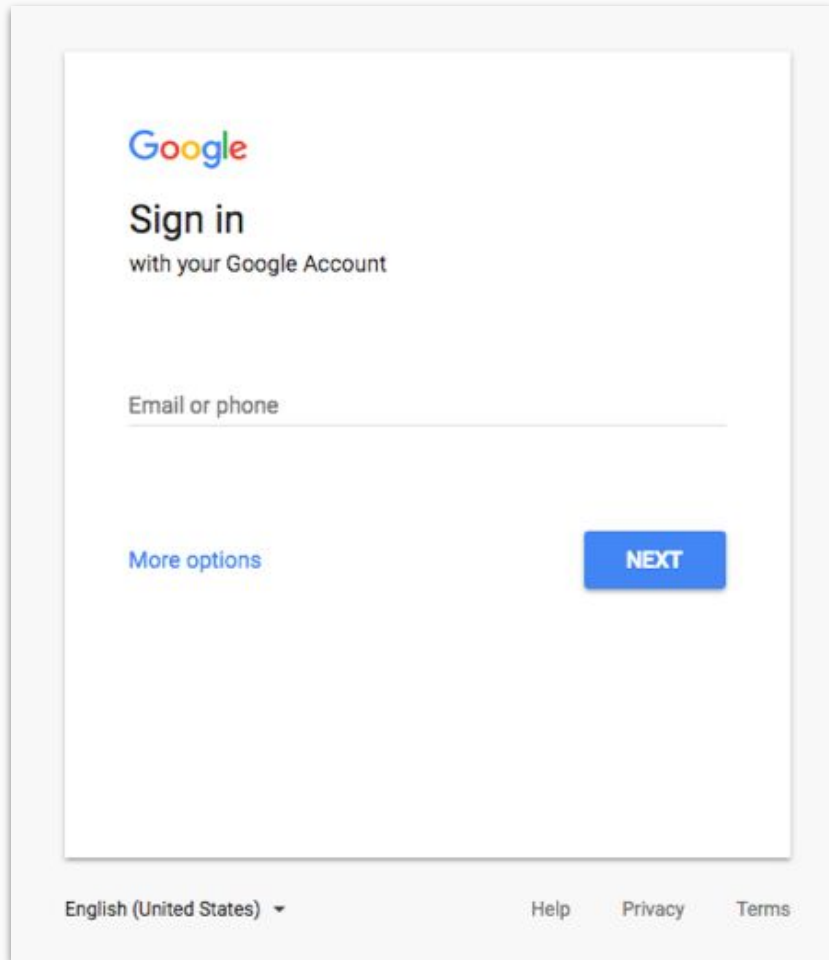 Google
Sign in
with your Google Account
Email or phone
More options
NEXT
English (United States)
Help Privacy Terms